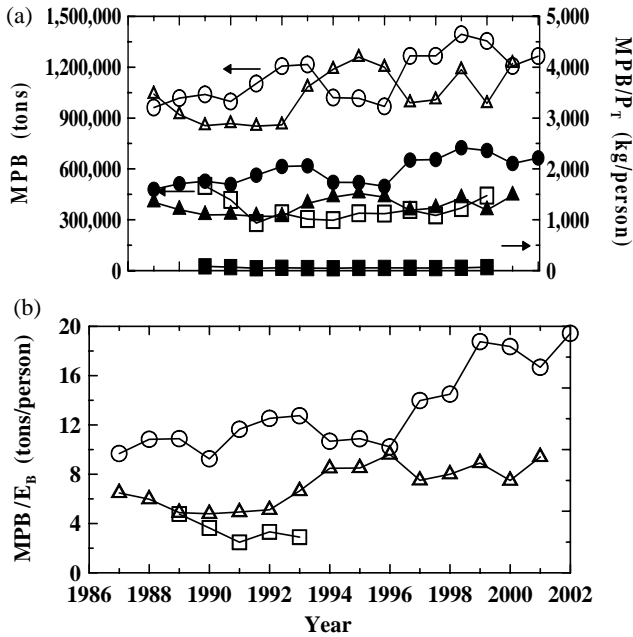 (a)
1,500,000
1,200,000
900,000
600,000
300,000
0
MPB (tons)
5,000
4,000
3,000
2,000
1,000
0
MPB/P_T (kg/person)
(b)
20
16
12
8
4
0
MPB/E_B (tons/person)
1986 1988 1990 1992 1994 1996 1998 2000 2002
Year